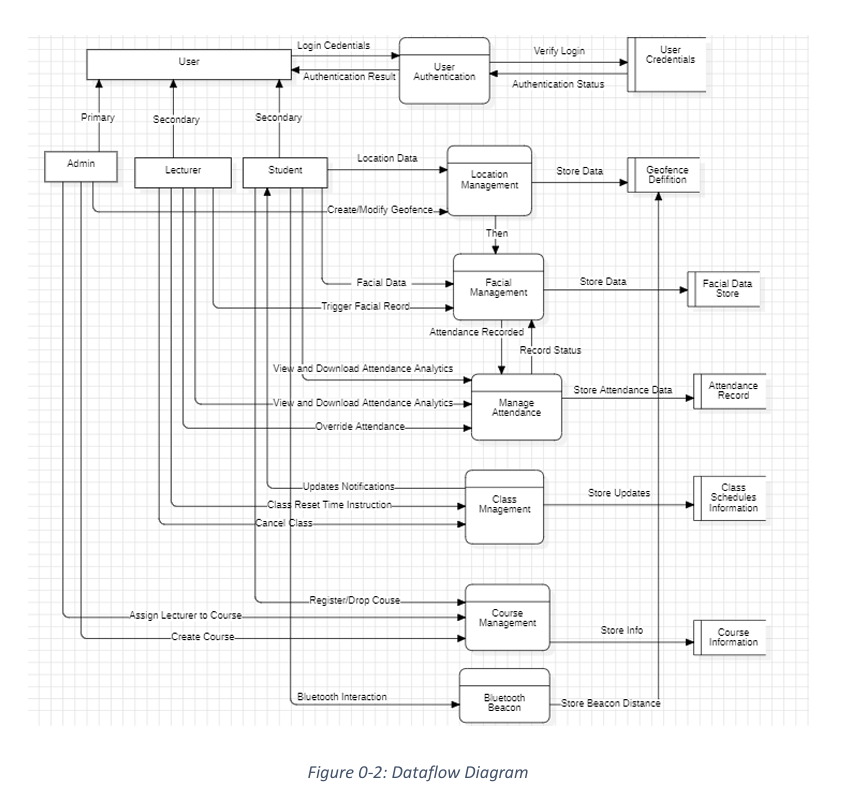 Login Cedentials
User
User
Authentication
Verify Login
User
Credentials
Authentication Result
Authentication Status
Primary
Secondary
Secondary
Admin
Lecturer
Student
Location Data
Location
Management
Store Data
Geofence
Defifition
Create/Modify Geofence
Then
Facial Data
Facial
Management
Store Data
Facial Data
Store
Trigger Facial Reord
Attendance Recorded
Record Status
View and Download Attendance Analytics
Manage
Attendance
Store Attendance Data
Attendance
Record
View and Download Attendance Analytics
Override Attendance
Updates Notifications
Class
Mnagement
Store Updates
Class
Schedules
Information
Class Reset Time Instruction
Cancel Class
Register/Drop Couse
Assign Lecturer to Course
Course
Management
Store Info
Course
Information
Create Course
Bluetooth Interaction
Bluetooth
Beacon
Store Beacon Distance
Figure 0-2: Dataflow Diagram